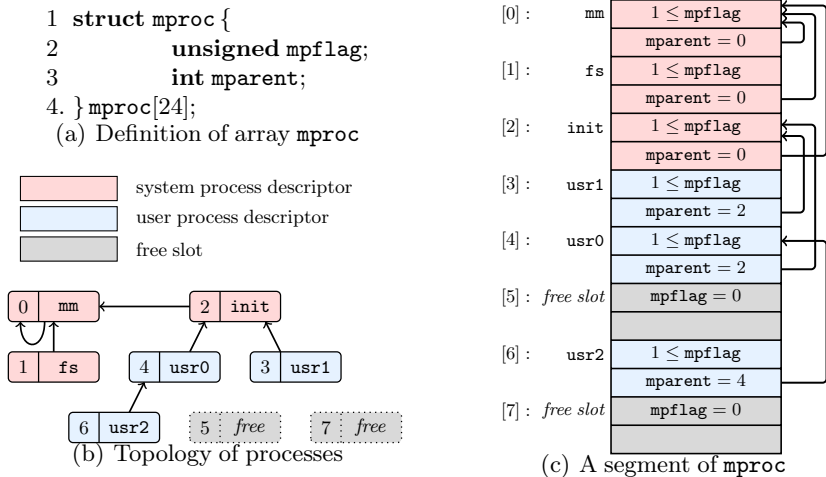 1 struct mproc {
2 unsigned mpflag;
3 int mparent;
4. } mproc[24];
(a) Definition of array mproc
system process descriptor
user process descriptor
free slot
0 mm
2 init
1 fs
4 usr0
3 usr1
6 usr2
5 free
7 free
(b) Topology of processes
[0] : mm 1 ≤ mpflag
mparent = 0
[1] : fs 1 ≤ mpflag
mparent = 0
[2] : init 1 ≤ mpflag
mparent = 0
[3] : usr1 1 ≤ mpflag
mparent = 2
[4] : usr0 1 ≤ mpflag
mparent = 2
[5] : free slot mpflag = 0
[6] : usr2 1 ≤ mpflag
mparent = 4
[7] : free slot mpflag = 0
(c) A segment of mproc